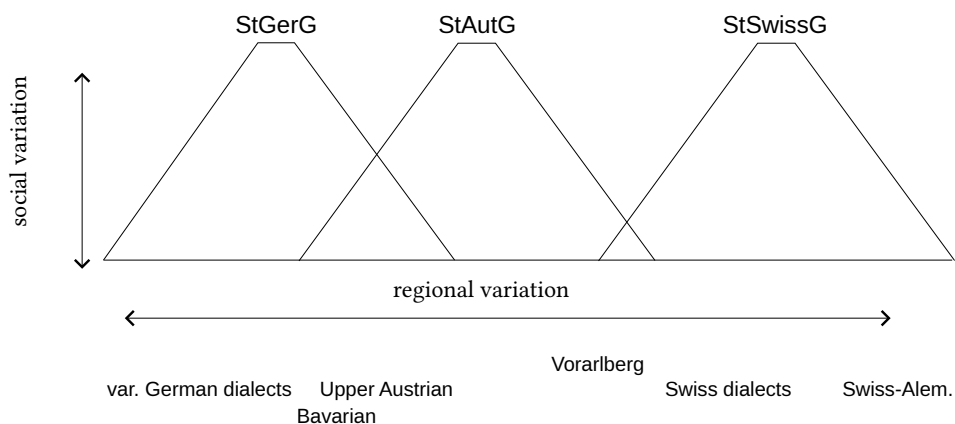 StGerG StAutG StSwissG
social variation
regional variation
Vorarlberg
var. German dialects Upper Austrian Swiss dialects Swiss-Alem.
Bavarian